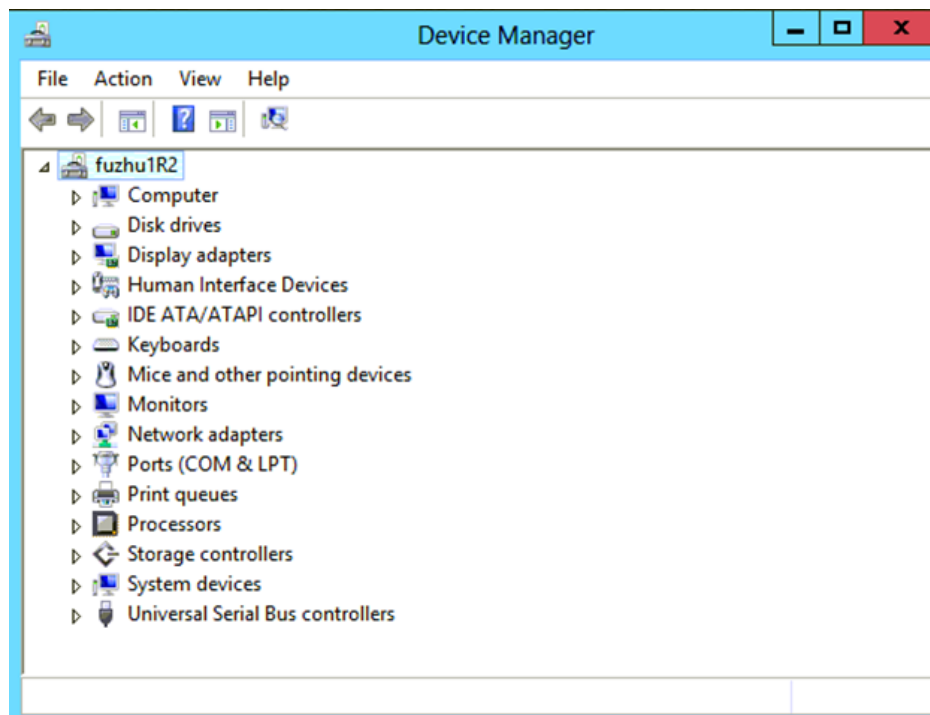 Device Manager
File Action View Help
fuzhu1R2
Computer
Disk drives
Display adapters
Human Interface Devices
IDE ATA/ATAPI controllers
Keyboards
Mice and other pointing devices
Monitors
Network adapters
Ports (COM & LPT)
Print queues
Processors
Storage controllers
System devices
Universal Serial Bus controllers